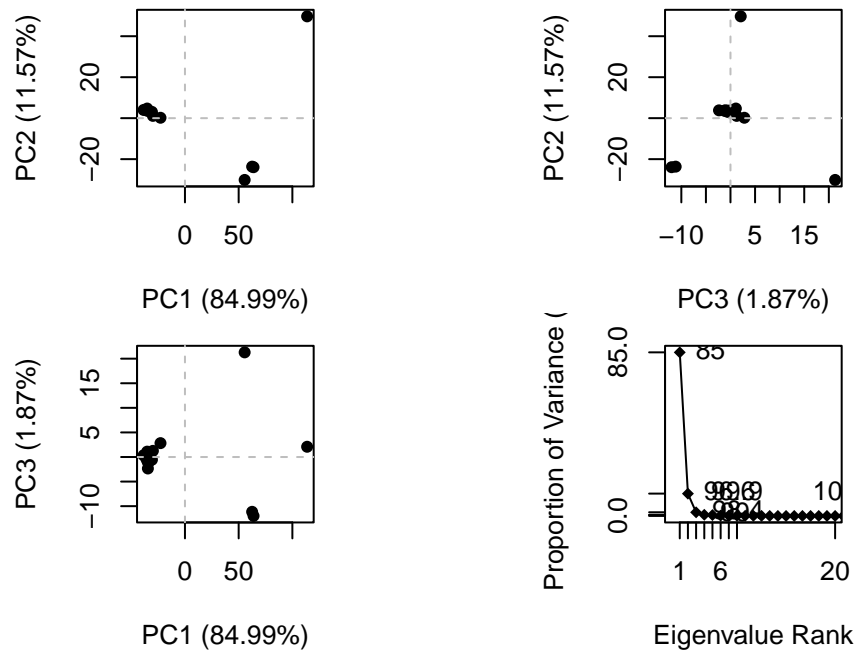 PC2 (11.57%)
20
−20
0 50
PC1 (84.99%)
PC2 (11.57%)
20
−20
−10 5 15
PC3 (1.87%)
PC3 (1.87%)
15
5
−10
0 50
PC1 (84.99%)
Proportion of Variance (
85.0
0.0
85
10
1 6 20
Eigenvalue Rank